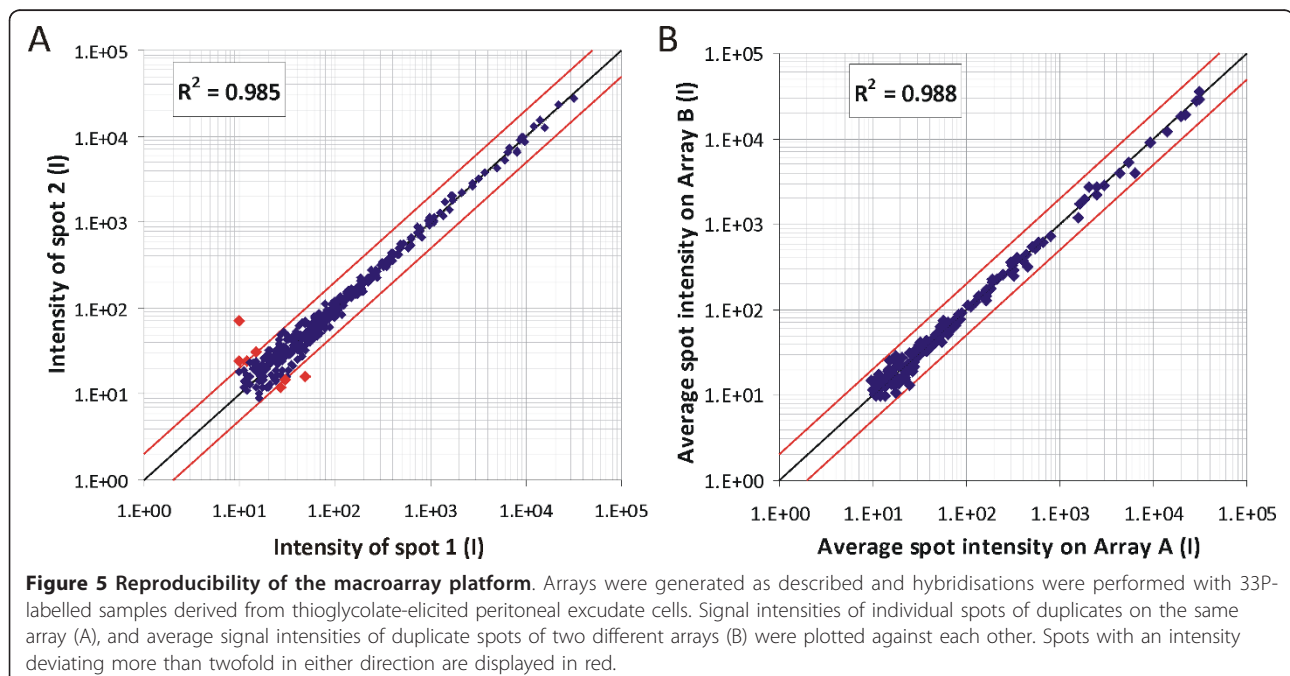 A
B
1.E+05
1.E+04
1.E+03
1.E+02
1.E+01
1.E+00
R² = 0.985
Intensity of spot 2 (I)
1.E+00 1.E+01 1.E+02 1.E+03 1.E+04 1.E+05
Intensity of spot 1 (I)
1.E+05
1.E+04
1.E+03
1.E+02
1.E+01
1.E+00
R² = 0.988
Average spot intensity on Array B (I)
1.E+00 1.E+01 1.E+02 1.E+03 1.E+04 1.E+05
Average spot intensity on Array A (I)
Figure 5 Reproducibility of the macroarray platform. Arrays were generated as described and hybridisations were performed with 33P-
labelled samples derived from thioglycolate-elicited peritoneal excudate cells. Signal intensities of individual spots of duplicates on the same
array (A), and average signal intensities of duplicate spots of two different arrays (B) were plotted against each other. Spots with an intensity
deviating more than twofold in either direction are displayed in red.